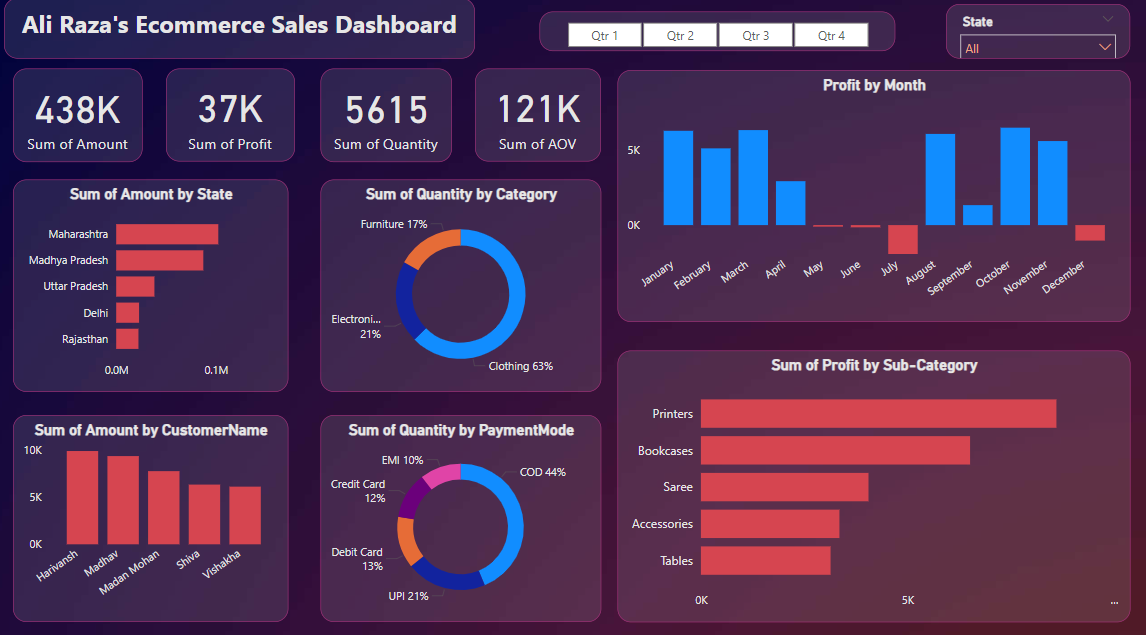 Ali Raza's Ecommerce Sales Dashboard
Qtr 1
Qtr 2
Qtr 3
Qtr 4
State
All
438K
Sum of Amount
37K
Sum of Profit
5615
Sum of Quantity
121K
Sum of AOV
Profit by Month
5K
0K
January
February
March
April
May
June
July
August
September
October
November
December
Sum of Amount by State
Maharashtra
Madhya Pradesh
Uttar Pradesh
Delhi
Rajasthan
0.0M
0.1M
Sum of Quantity by Category
Furniture 17%
Electroni...
21%
Clothing 63%
Sum of Profit by Sub-Category
Printers
Bookcases
Saree
Accessories
Tables
0K
5K
...
Sum of Amount by CustomerName
10K
5K
0K
Harivansh
Madhav
Madan Mohan
Shiva
Vishakha
Sum of Quantity by PaymentMode
EMI 10%
COD 44%
Credit Card
12%
Debit Card
13%
UPI 21%